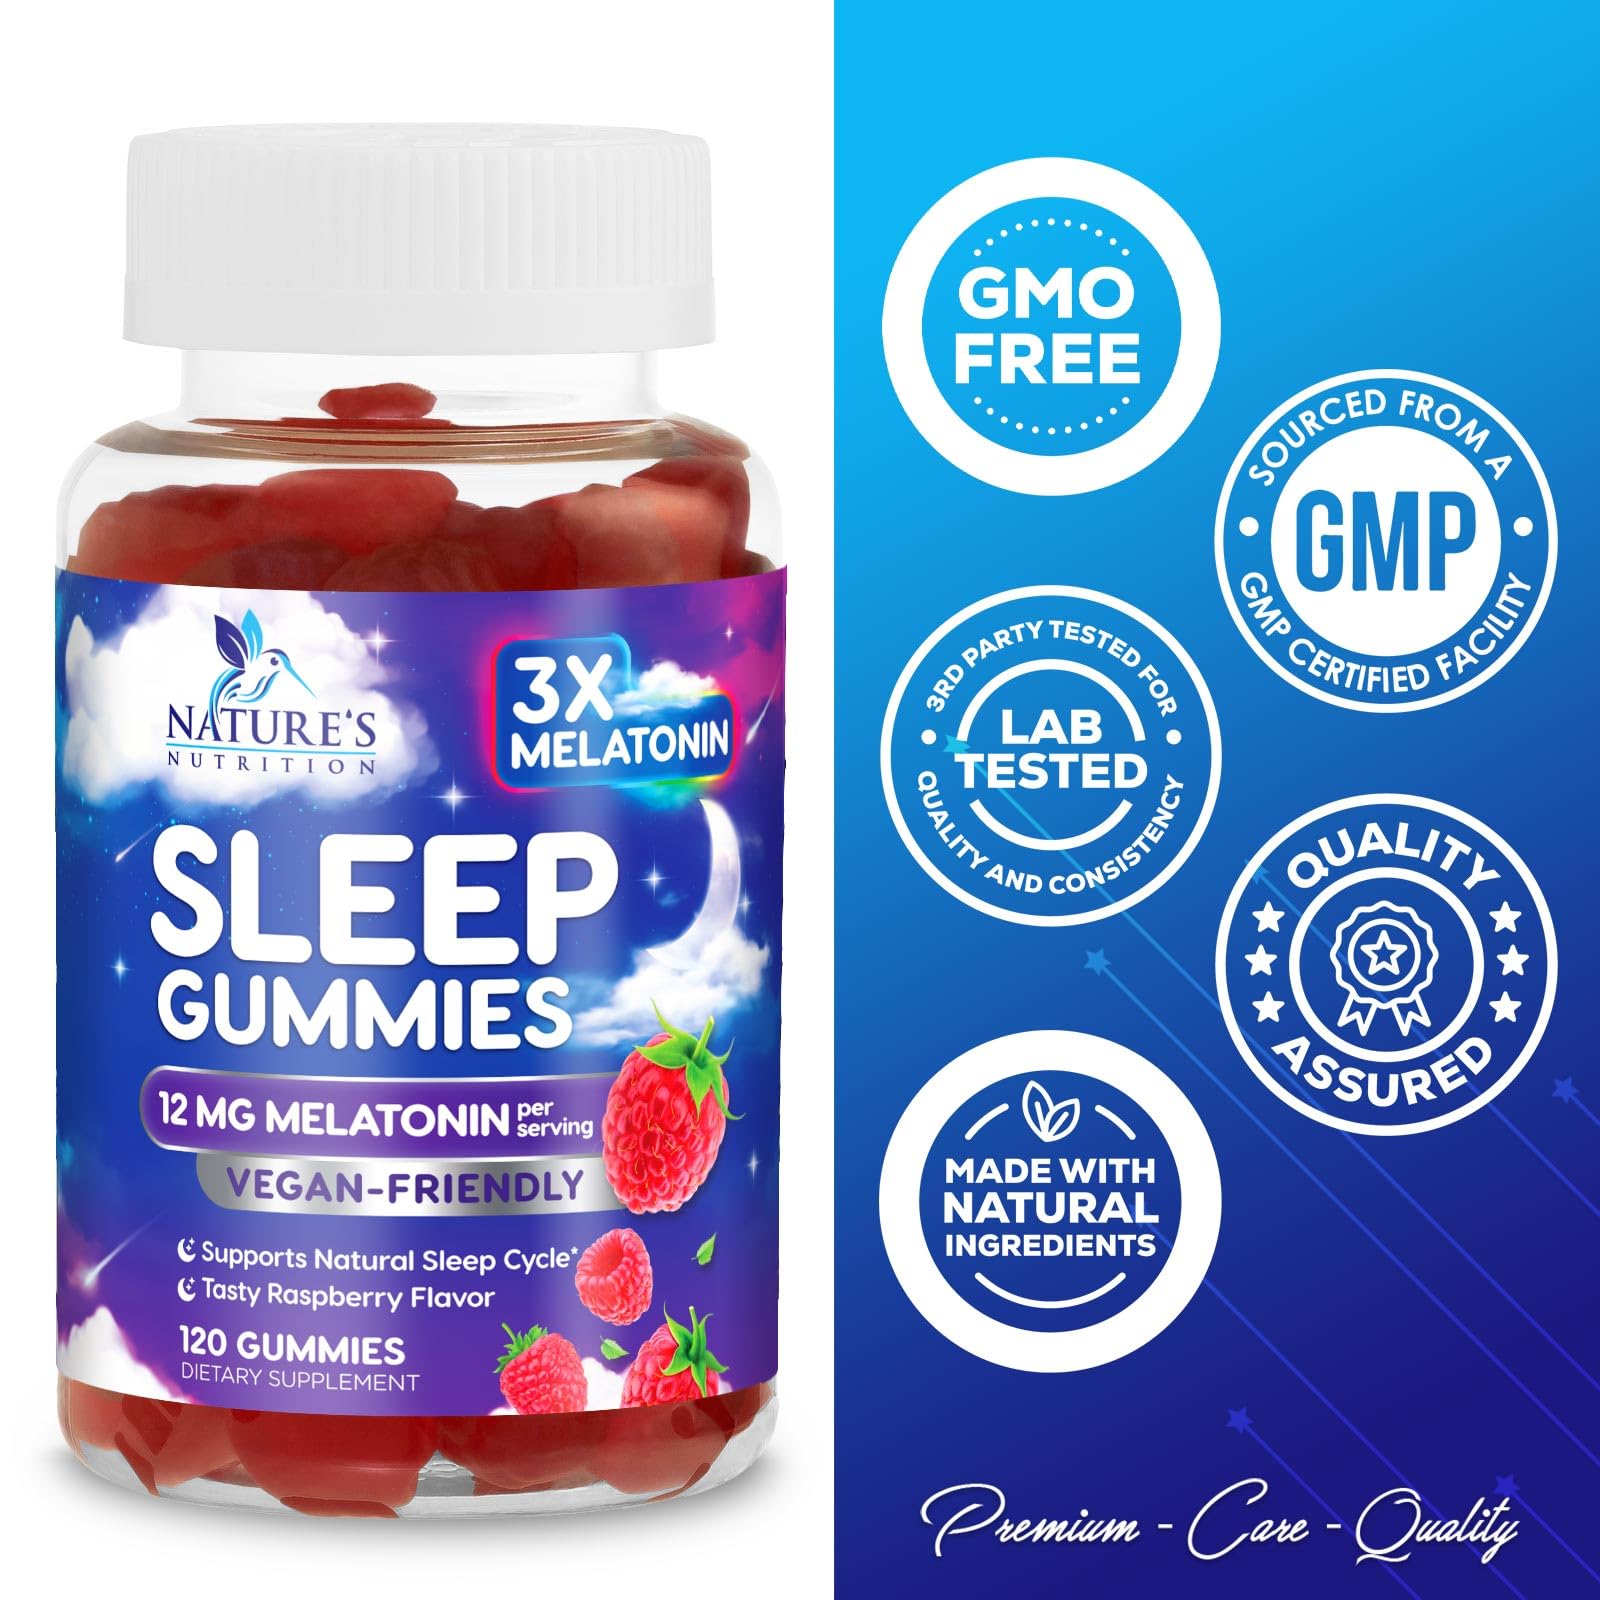 NATURE'S
NUTRITION
3X
MELATONIN
SLEEP
GUMMIES
12 MG MELATONIN per serving
VEGAN-FRIENDLY
Supports Natural Sleep Cycle*
Tasty Raspberry Flavor
120 GUMMIES
DIETARY SUPPLEMENT
GMO
FREE
SOURCED FROM A
GMP
GMP CERTIFIED FACILITY
3RD PARTY TESTED FOR
LAB
TESTED
QUALITY AND CONSISTENCY
QUALITY
ASSURED
MADE WITH
NATURAL
INGREDIENTS
Premium - Care - Quality